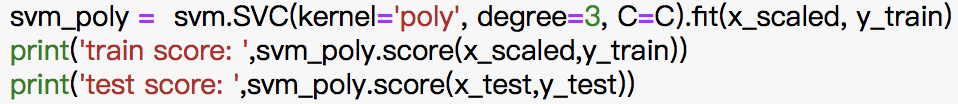 svm_poly =  svm.SVC(kernel='poly', degree=3, C=C).fit(x_scaled, y_train)
print('train score: ',svm_poly.score(x_scaled,y_train))
print('test score: ',svm_poly.score(x_test,y_test))